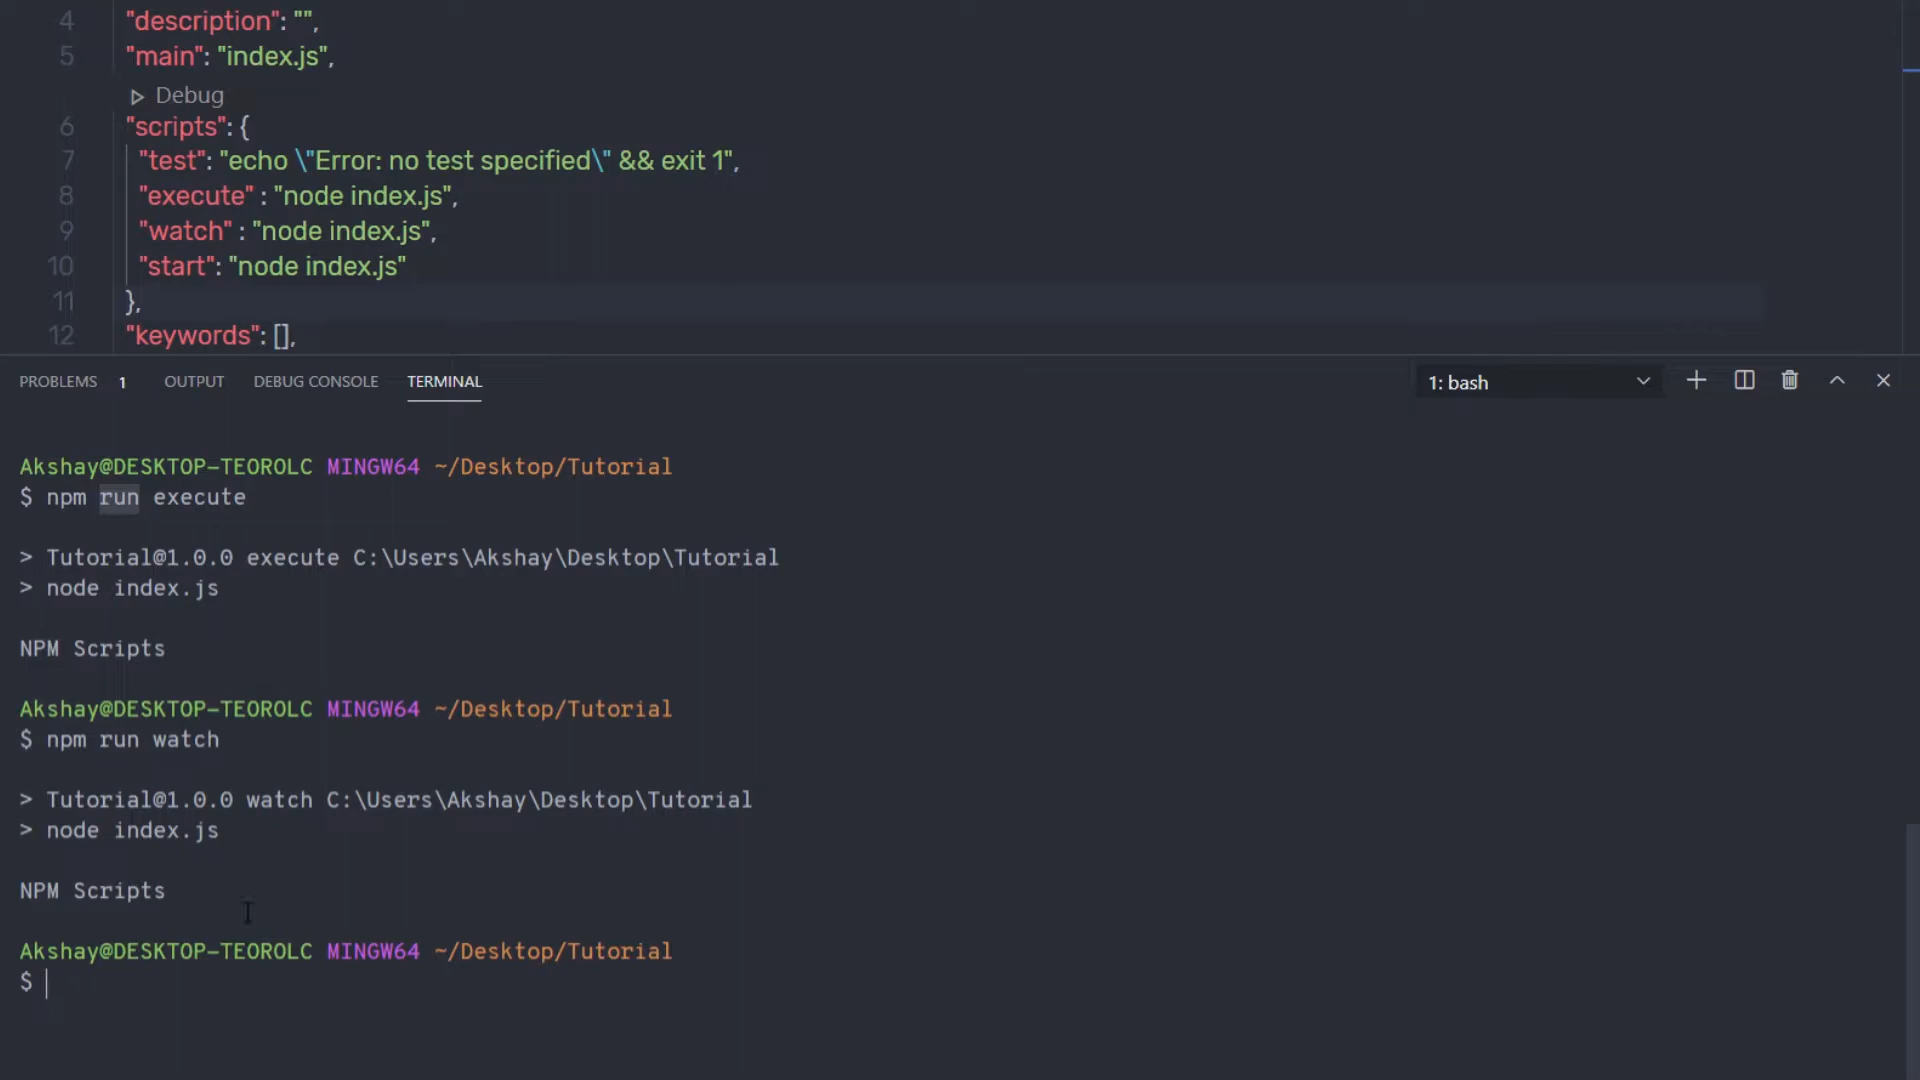 4 "description": "",
5 "main": "index.js",
Debug
6 "scripts": {
7 "test": "echo \"Error: no test specified\" && exit 1",
8 "execute" : "node index.js",
9 "watch" : "node index.js",
10 "start": "node index.js"
11 },
12 "keywords": [],
PROBLEMS 1 OUTPUT DEBUG CONSOLE TERMINAL 1: bash
Akshay@DESKTOP-TEOROLC MINGW64 ~/Desktop/Tutorial
$ npm run execute
> Tutorial@1.0.0 execute C:\Users\Akshay\Desktop\Tutorial
> node index.js
NPM Scripts
Akshay@DESKTOP-TEOROLC MINGW64 ~/Desktop/Tutorial
$ npm run watch
> Tutorial@1.0.0 watch C:\Users\Akshay\Desktop\Tutorial
> node index.js
NPM Scripts
Akshay@DESKTOP-TEOROLC MINGW64 ~/Desktop/Tutorial
$